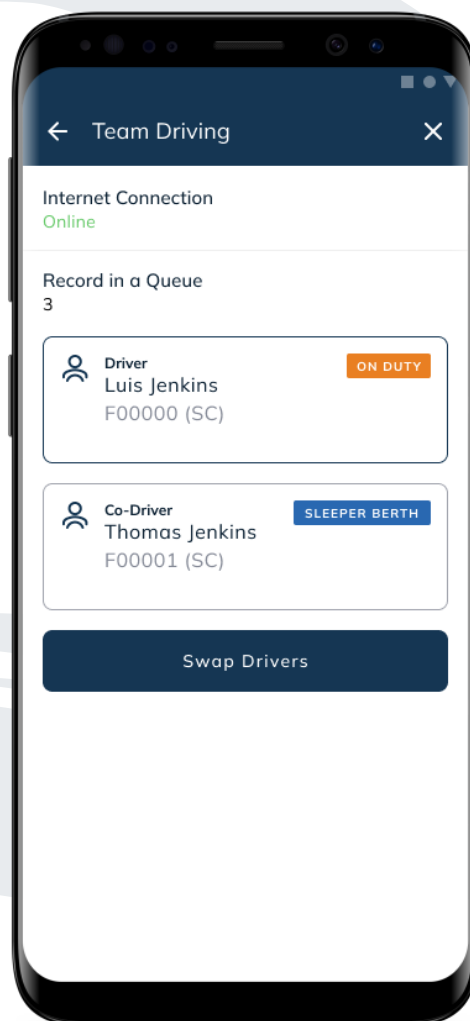 Team Driving
Internet Connection
Online
Record in a Queue
3
Driver
ON DUTY
Luis Jenkins
F00000 (SC)
Co-Driver
SLEEPER BERTH
Thomas Jenkins
F00001 (SC)
Swap Drivers